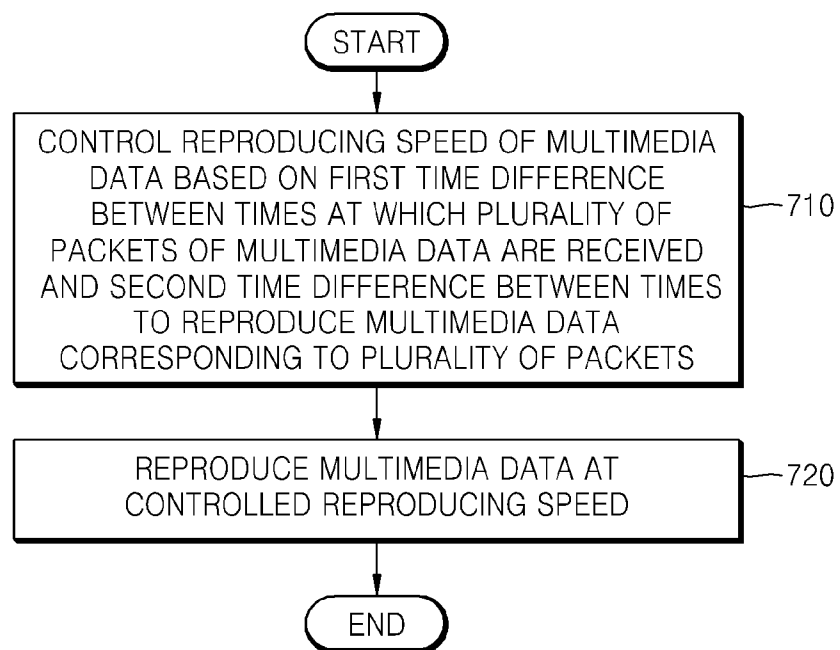 START
CONTROL REPRODUCING SPEED OF MULTIMEDIA
DATA BASED ON FIRST TIME DIFFERENCE
BETWEEN TIMES AT WHICH PLURALITY OF
PACKETS OF MULTIMEDIA DATA ARE RECEIVED
AND SECOND TIME DIFFERENCE BETWEEN TIMES
TO REPRODUCE MULTIMEDIA DATA
CORRESPONDING TO PLURALITY OF PACKETS
710
REPRODUCE MULTIMEDIA DATA AT
CONTROLLED REPRODUCING SPEED
720
END